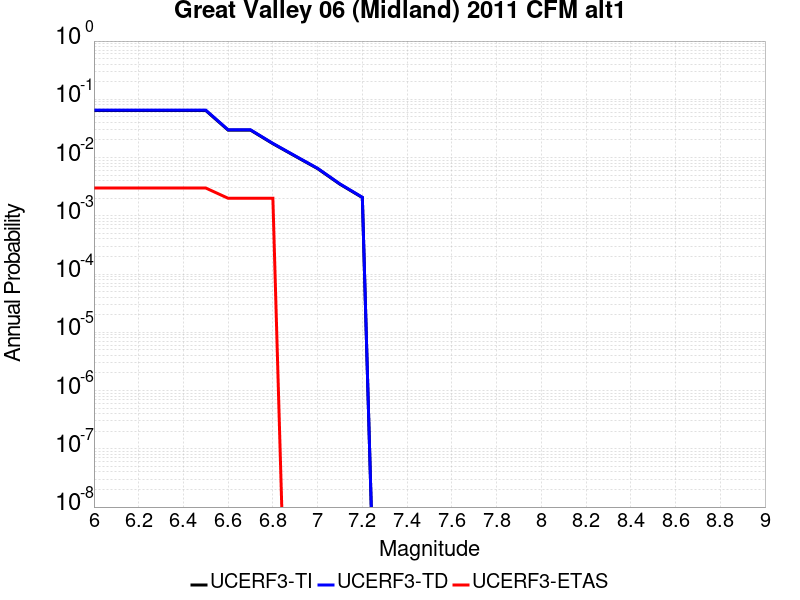 Great Valley 06 (Midland) 2011 CFM alt1
10^0
10^-1
10^-2
10^-3
10^-4
10^-5
10^-6
10^-7
10^-8
Annual Probability
6 6.2 6.4 6.6 6.8 7 7.2 7.4 7.6 7.8 8 8.2 8.4 8.6 8.8 9
Magnitude
UCERF3-TI UCERF3-TD UCERF3-ETAS